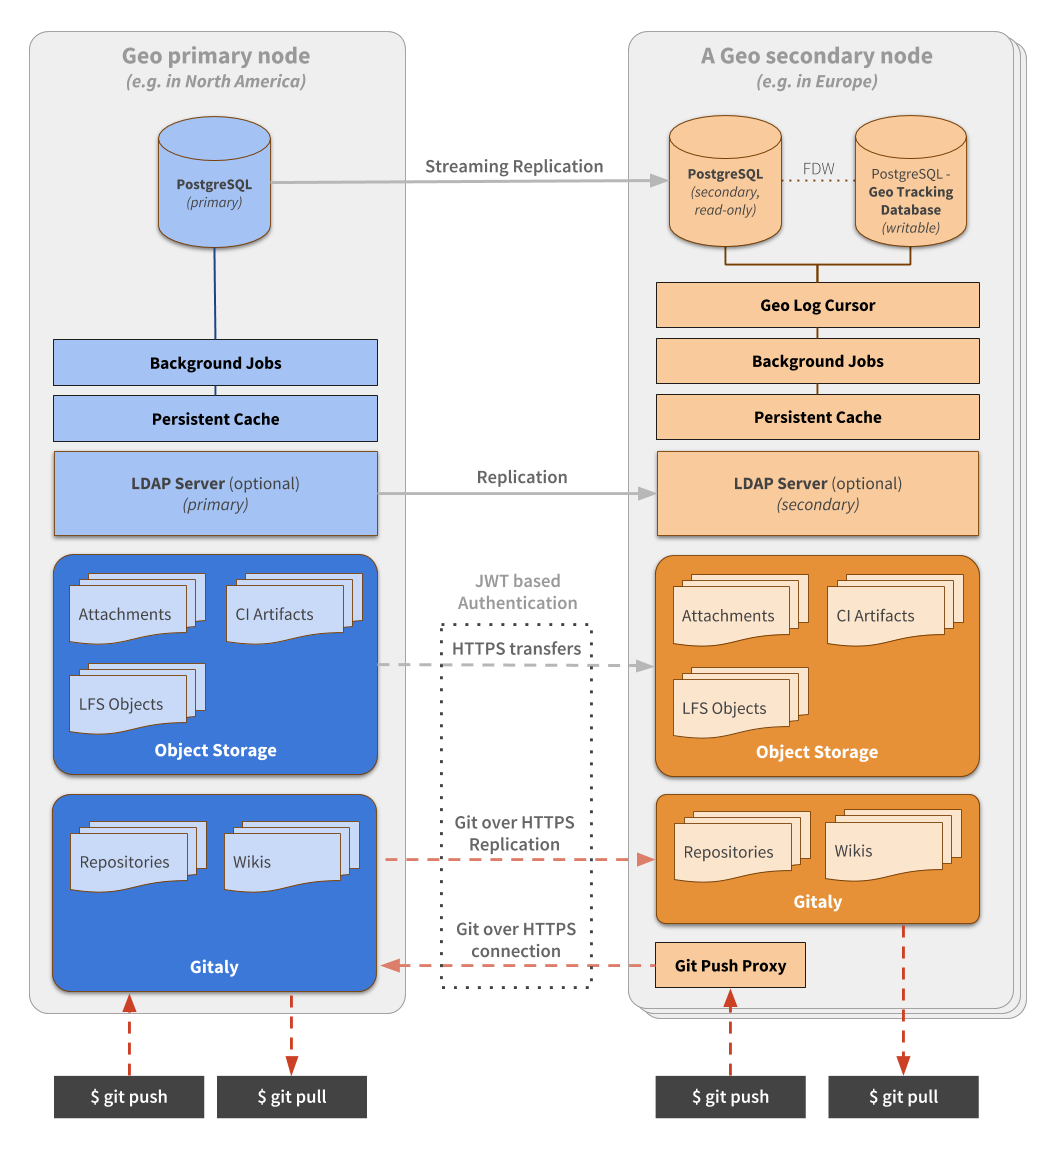 Geo primary node
(e.g. in North America)
A Geo secondary node
(e.g. in Europe)
PostgreSQL
(primary)
Streaming Replication
PostgreSQL
(secondary,
read-only)
FDW
PostgreSQL -
Geo Tracking
Database
(writable)
Geo Log Cursor
Background Jobs
Background Jobs
Persistent Cache
Persistent Cache
LDAP Server (optional)
(primary)
Replication
LDAP Server (optional)
(secondary)
Attachments
CI Artifacts
LFS Objects
Object Storage
JWT based
Authentication
HTTPS transfers
Attachments
CI Artifacts
LFS Objects
Object Storage
Repositories
Wikis
Gitaly
Git over HTTPS
Replication
Repositories
Wikis
Gitaly
Git over HTTPS
connection
Git Push Proxy
$ git push
$ git pull
$ git push
$ git pull